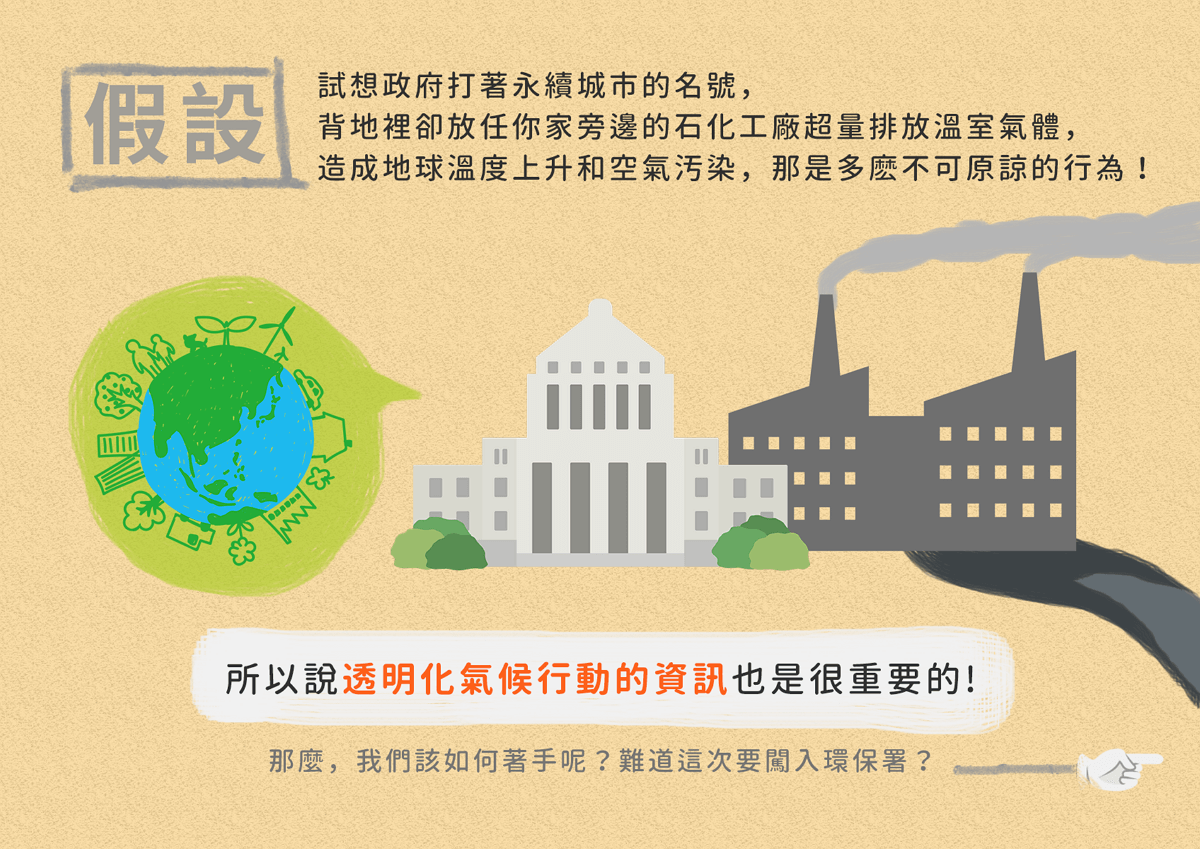 假設
試想政府打著永續城市的名號，
背地裡卻放任你家旁邊的石化工廠超量排放溫室氣體，
造成地球溫度上升和空氣汚染，那是多麼不可原諒的行為！
所以說透明化氣候行動的資訊也是很重要的!
那麼，我們該如何著手呢？難道這次要闖入環保署？